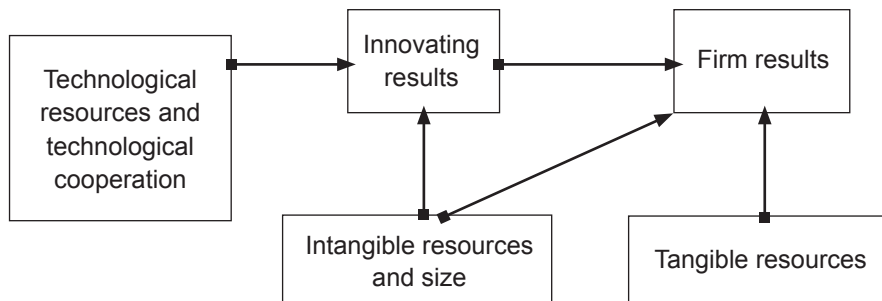 Technological
resources and
technological
cooperation
Innovating
results
Firm results
Intangible resources
and size
Tangible resources